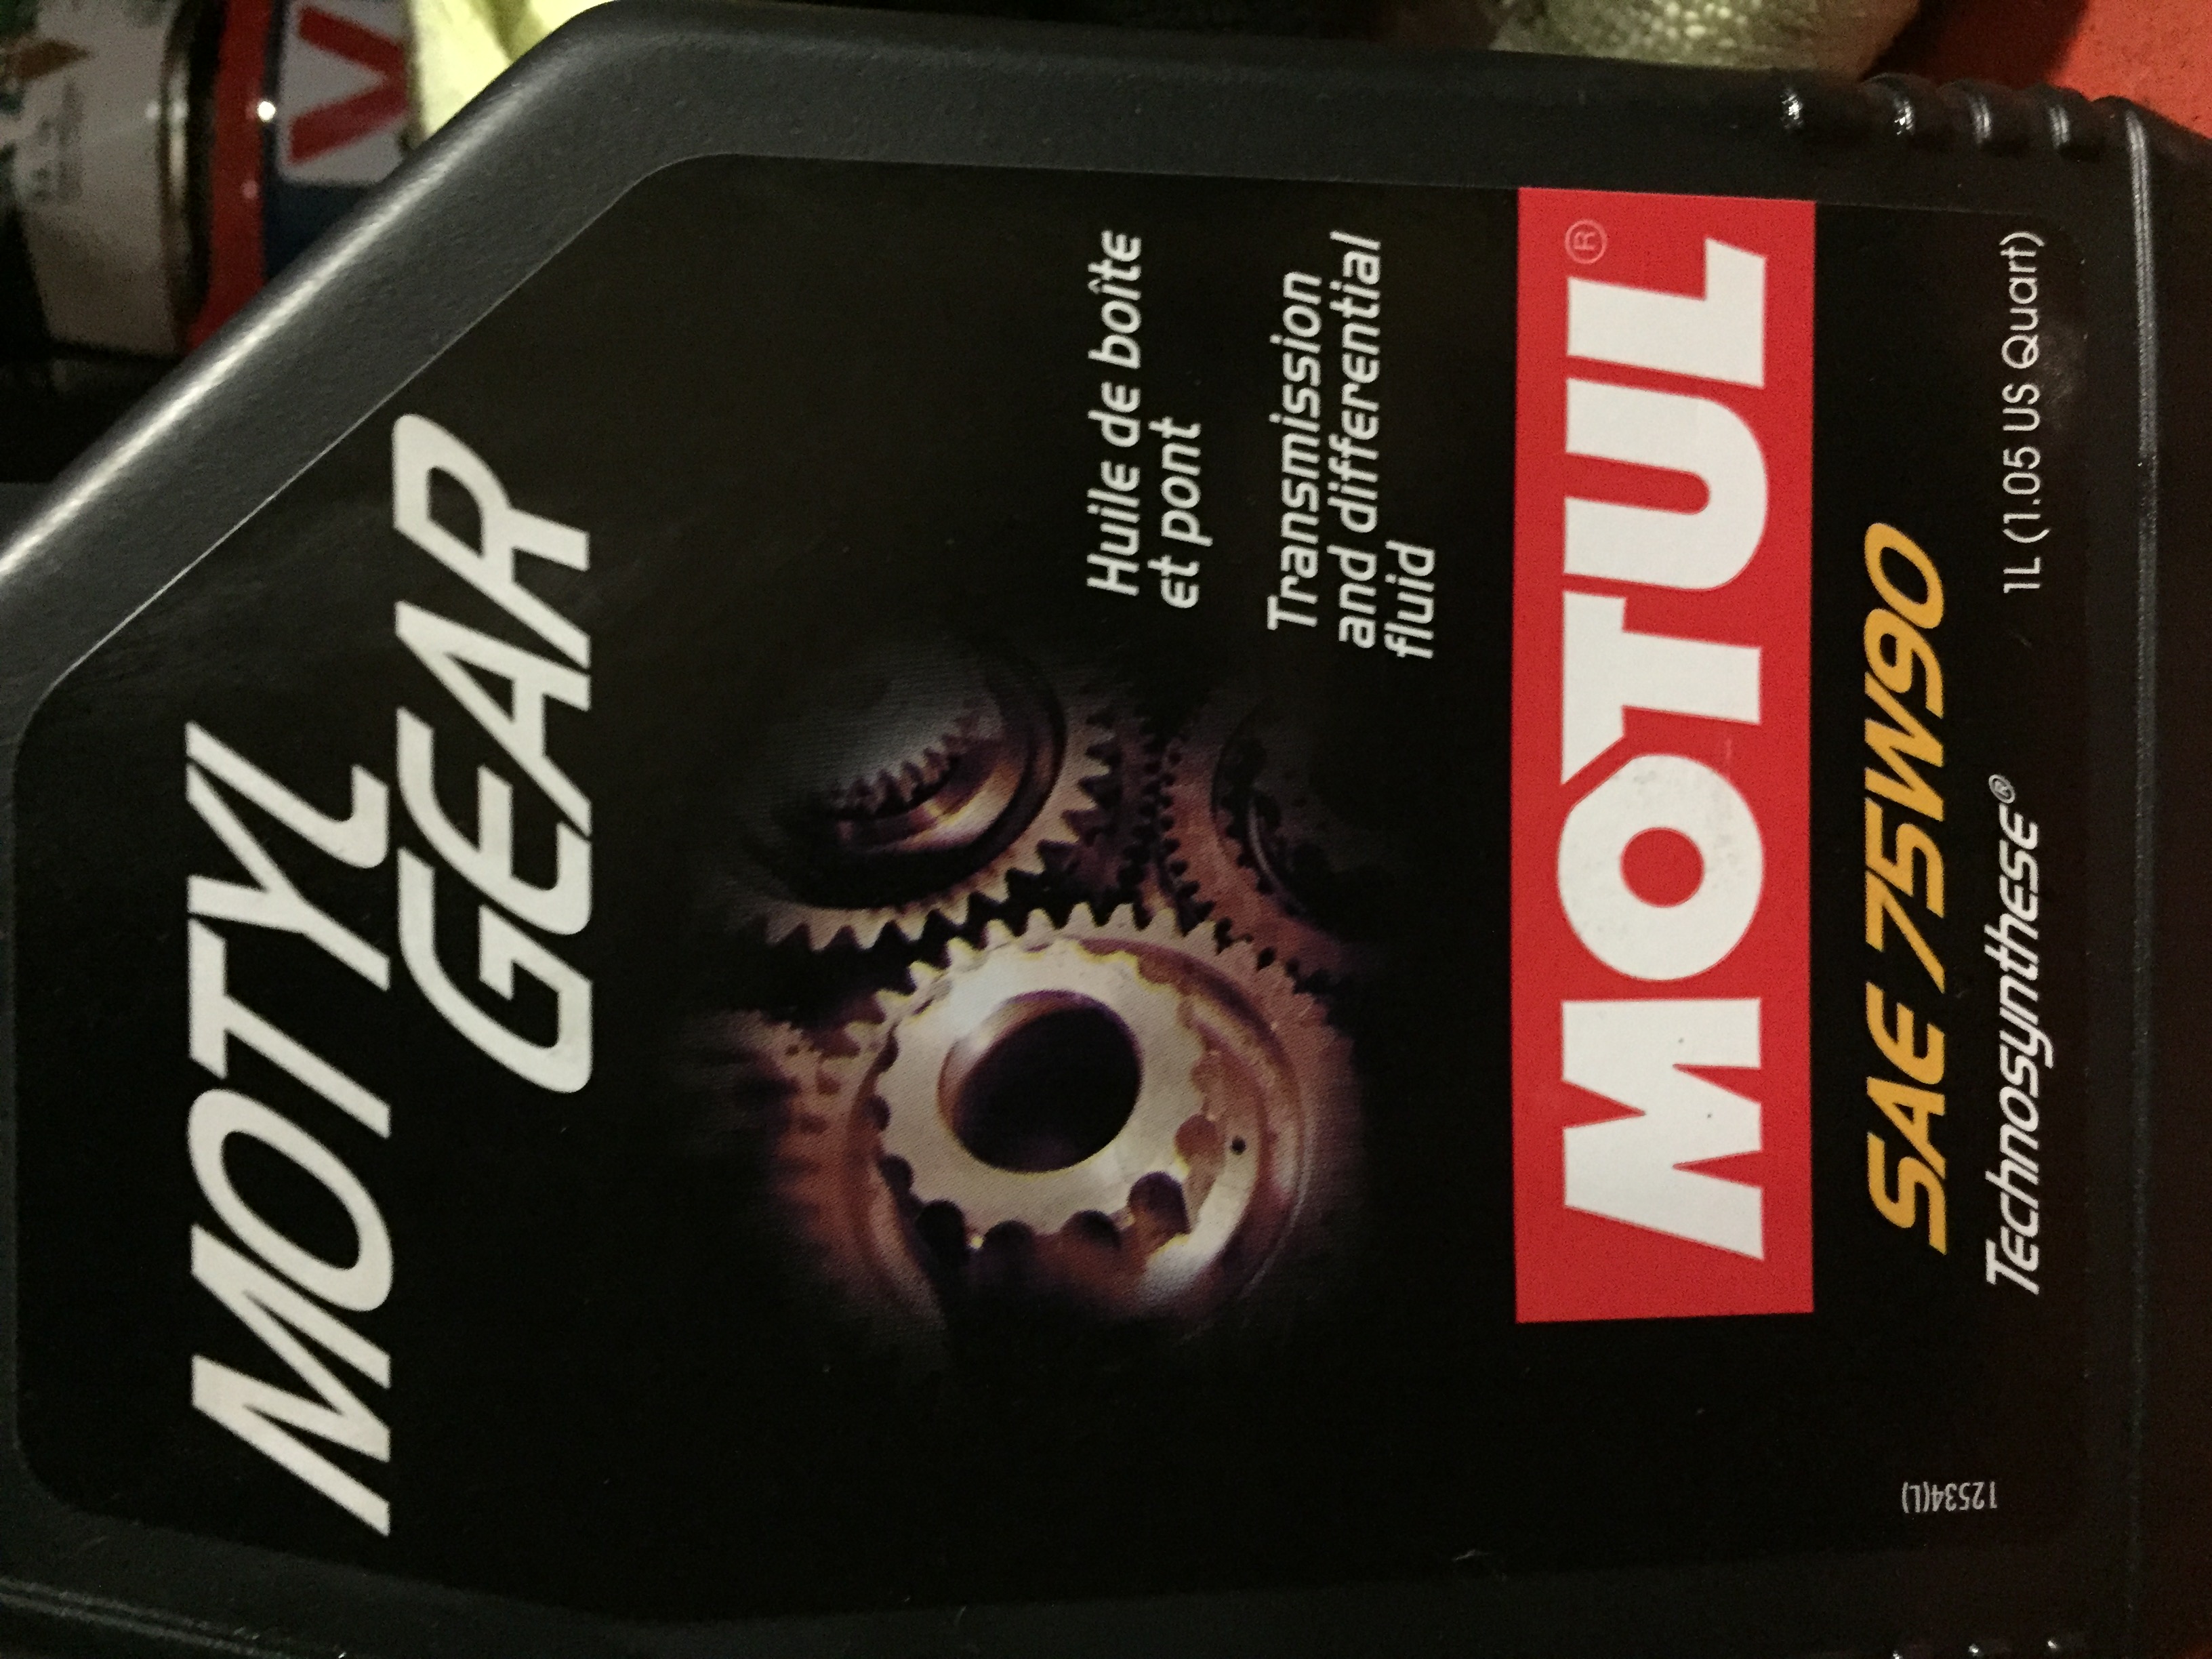 MOTYL
GEAR
Huile de boîte
et pont
Transmission
and differential
fluid
MOTUL®
SAE 75W90
Technosynthese®
1L (1.05 US Quart)
12534(L)
V